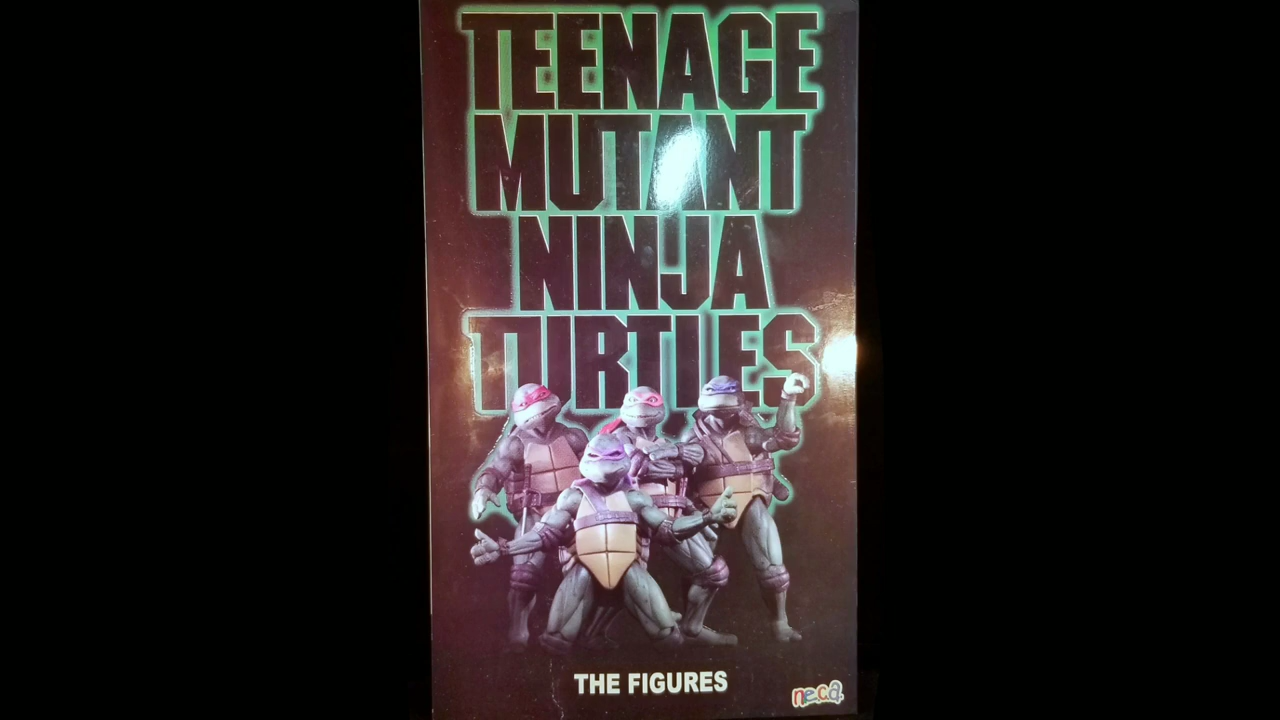 TEENAGE
MUTANT
NINJA
TURTLES
THE FIGURES
neca